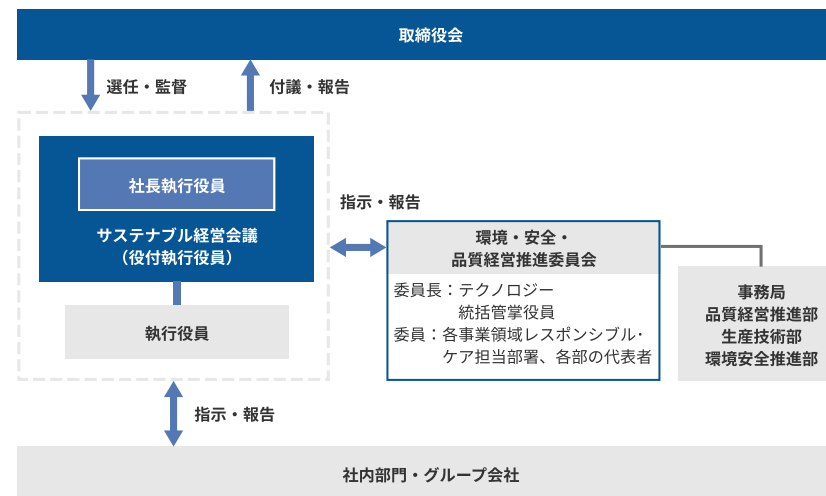 取締役会
選任・監督
付議・報告
社長執行役員
サステナブル経営会議
（役付執行役員）
執行役員
指示・報告
環境・安全・
品質経営推進委員会
委員長：テクノロジー
統括管掌役員
委員：各事業領域レスポンシブル・
ケア担当部署、各部の代表者
事務局
品質経営推進部
生産技術部
環境安全推進部
指示・報告
社内部門・グループ会社